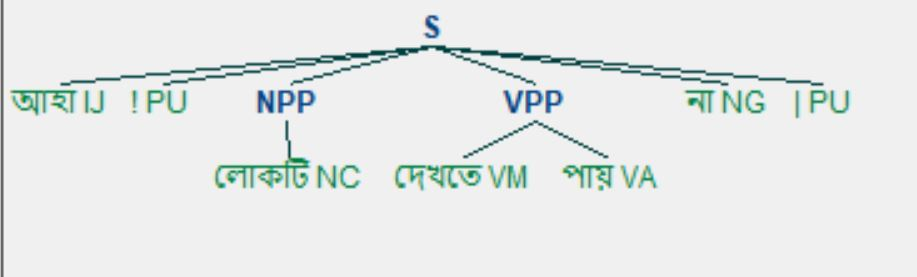 S
আহা IJ ! PU NPP VPP না NG | PU
লোকটি NC দেখতে VM পায় VA